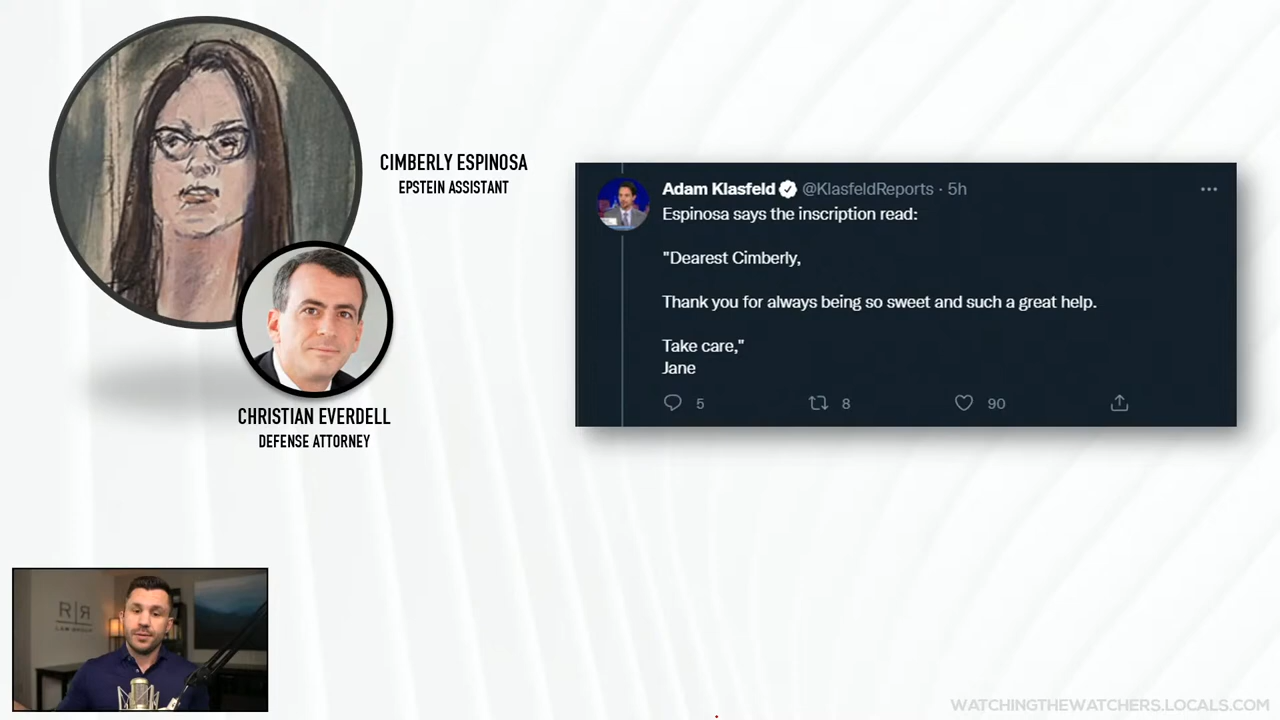 CIMBERLY ESPINOSA
EPSTEIN ASSISTANT
CHRISTIAN EVERDELL
DEFENSE ATTORNEY
Adam Klasfeld @KlasfeldReports · 5h
Espinosa says the inscription read:
"Dearest Cimberly,
Thank you for always being so sweet and such a great help.
Take care,"
Jane
5 8 90
R|R
LAW GROUP
WATCHINGTHEWATCHERS.LOCALS.COM